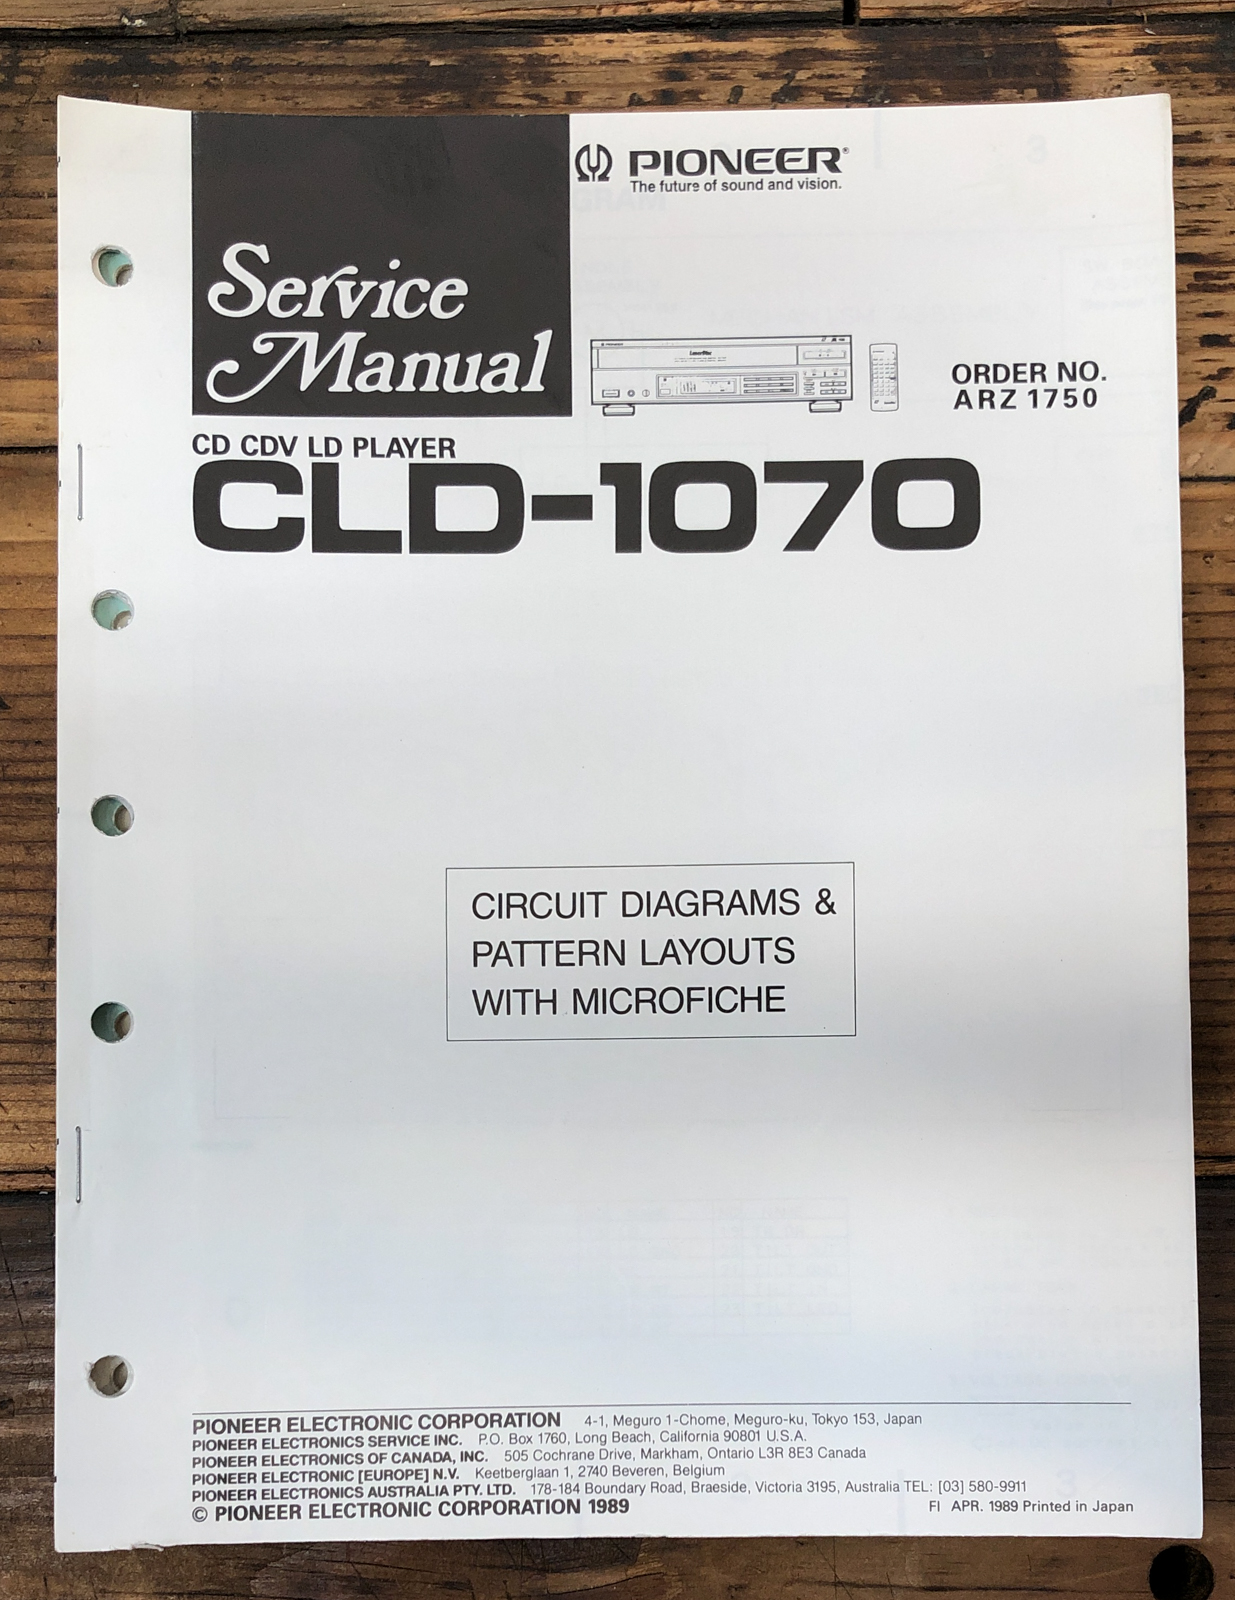 PIONEER®
The future of sound and vision.
Service
Manual
PIONEER
LaserDisc
ORDER NO.
ARZ 1750
CD CDV LD PLAYER
CLD-1070
CIRCUIT DIAGRAMS &
PATTERN LAYOUTS
WITH MICROFICHE
PIONEER ELECTRONIC CORPORATION 4-1, Meguro 1-Chome, Meguro-ku, Tokyo 153, Japan
PIONEER ELECTRONICS SERVICE INC. P.O. Box 1760, Long Beach, California 90801 U.S.A.
PIONEER ELECTRONICS OF CANADA, INC. 505 Cochrane Drive, Markham, Ontario L3R 8E3 Canada
PIONEER ELECTRONIC [EUROPE] N.V. Keetberglaan 1, 2740 Beveren, Belgium
PIONEER ELECTRONICS AUSTRALIA PTY. LTD. 178-184 Boundary Road, Braeside, Victoria 3195, Australia TEL: [03] 580-9911
© PIONEER ELECTRONIC CORPORATION 1989 FI APR. 1989 Printed in Japan